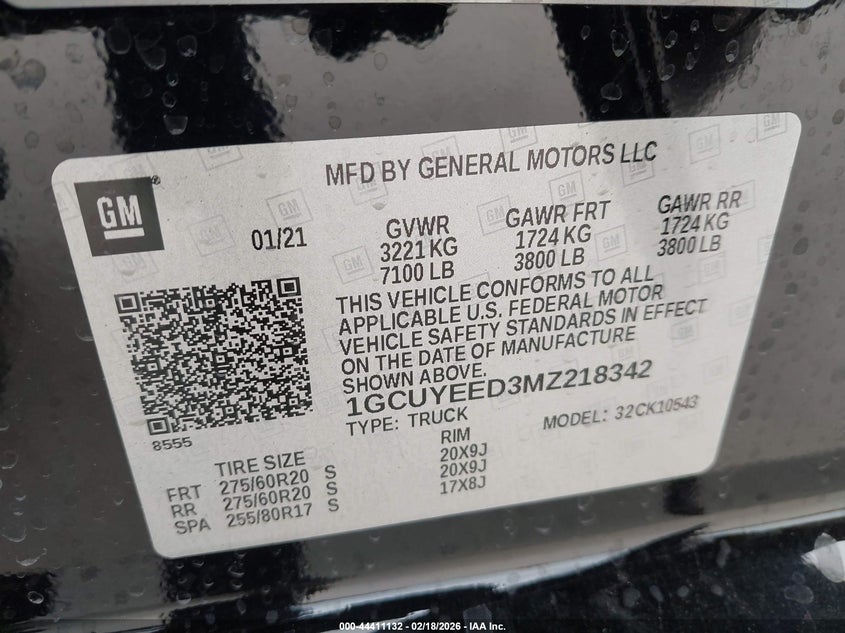 MFD BY GENERAL MOTORS LLC
GM
01/21
GVWR
3221 KG
7100 LB
GAWR FRT
1724 KG
3800 LB
GAWR RR
1724 KG
3800 LB
THIS VEHICLE CONFORMS TO ALL
APPLICABLE U.S. FEDERAL MOTOR
VEHICLE SAFETY STANDARDS IN EFFECT
ON THE DATE OF MANUFACTURE
SHOWN ABOVE.
1GCUYEED3MZ218342
TYPE: TRUCK
MODEL: 32CK10543
8555
TIRE SIZE RIM
FRT 275/60R20 S 20X9J
RR 275/60R20 S 20X9J
SPA 255/80R17 S 17X8J
000-44411132 - 02/18/2026 - IAA Inc.